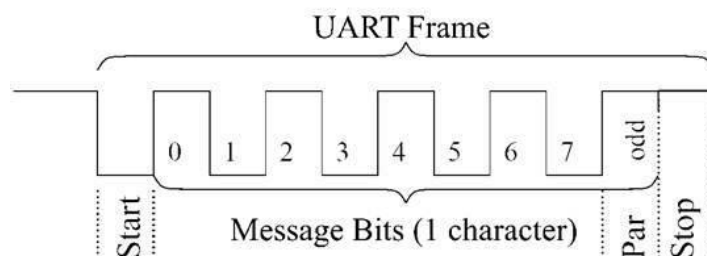 UART Frame
0 1 2 3 4 5 6 7 odd
Start
Message Bits (1 character)
Par
Stop